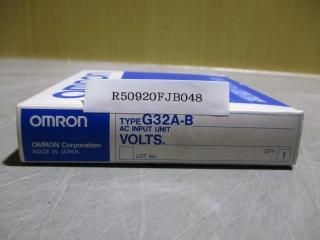 OMRON
R50920FJB048
OMRON
OMRON Corporation
MADE IN JAPAN
TYPE G32A-B
AC INPUT UNIT
VOLTS.
LOT No.
QTY 1